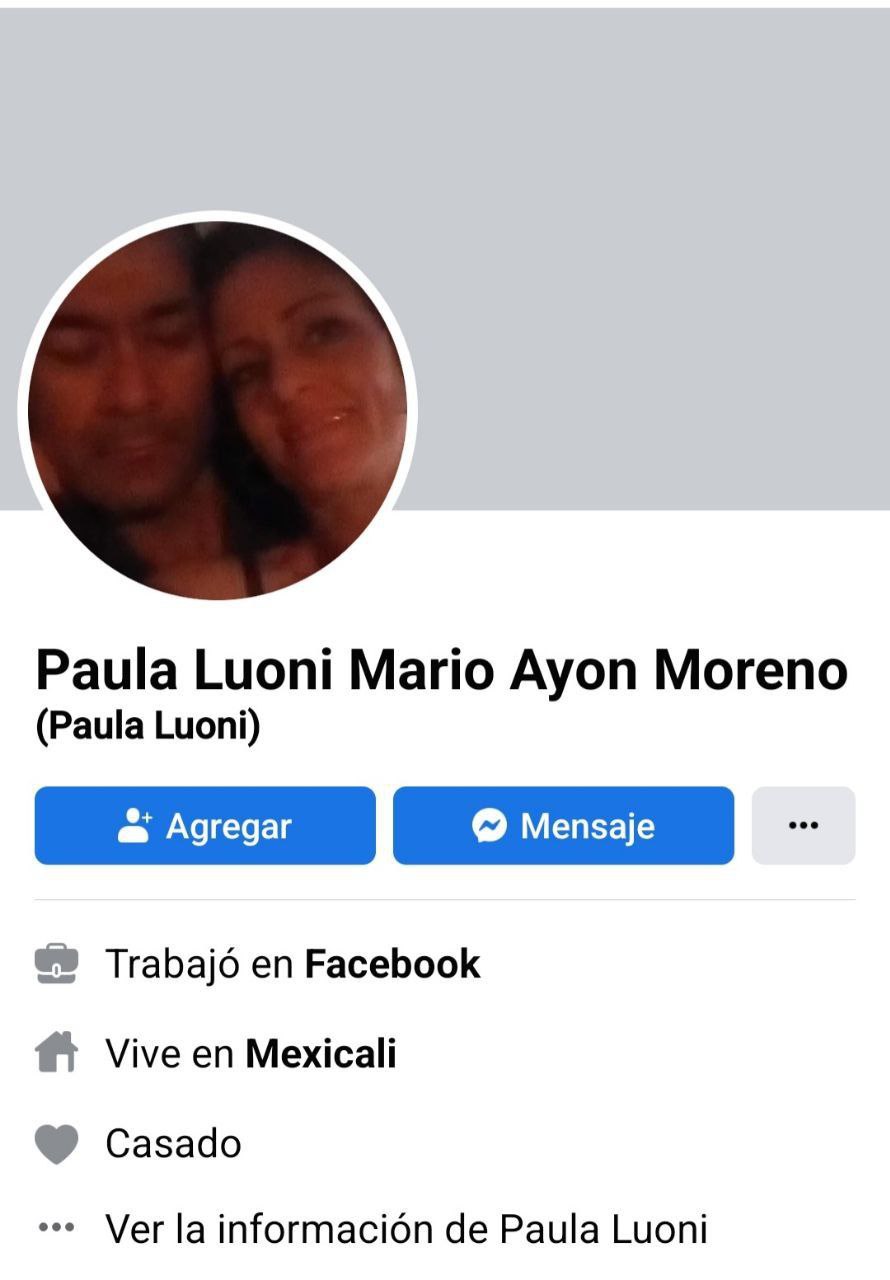 Paula Luoni Mario Ayon Moreno
(Paula Luoni)
Agregar
Mensaje
Trabajó en Facebook
Vive en Mexicali
Casado
Ver la información de Paula Luoni